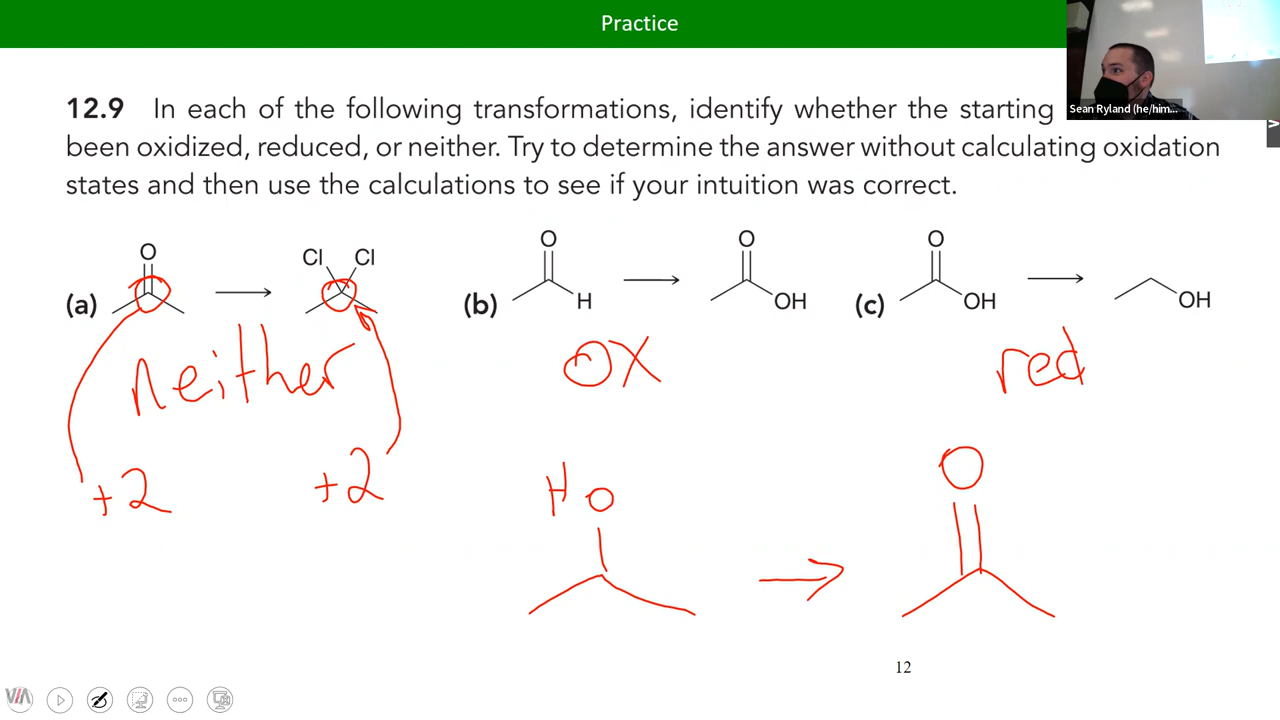 Practice
Sean Ryland (he/him...
12.9 In each of the following transformations, identify whether the starting
been oxidized, reduced, or neither. Try to determine the answer without calculating oxidation
states and then use the calculations to see if your intuition was correct.
(a) O Cl Cl
(b) O H O OH
(c) O OH OH
neither
OX
red
+2
+2
HO
O
12
VIA